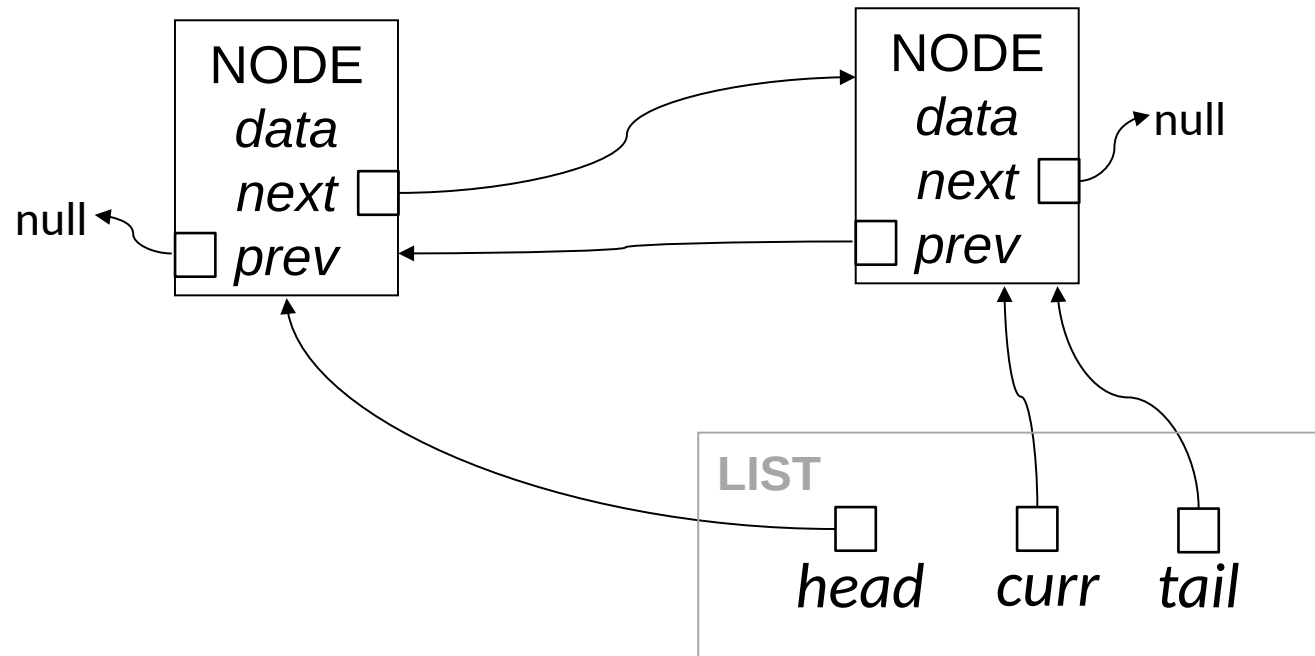 NODE
data
next
prev
null
NODE
data
next
prev
null
LIST
head
curr
tail